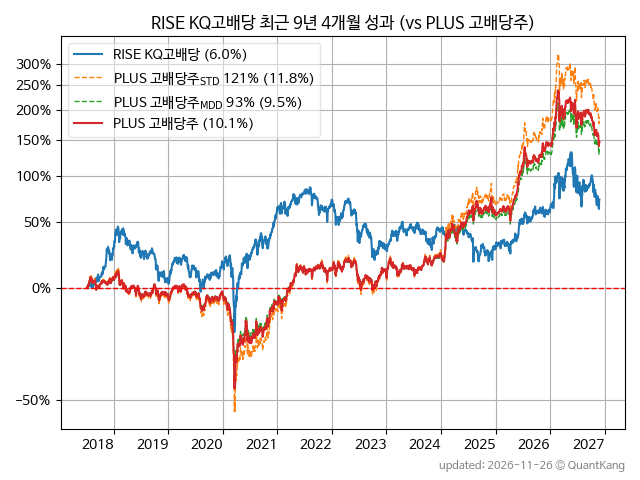 RISE KQ고배당 최근 9년 4개월 성과 (vs PLUS 고배당주)
RISE KQ고배당 (6.0%)
PLUS 고배당주STD 121% (11.8%)
PLUS 고배당주MDD 93% (9.5%)
PLUS 고배당주 (10.1%)
300%
250%
200%
150%
100%
50%
0%
−50%
2018 2019 2020 2021 2022 2023 2024 2025 2026 2027
updated: 2026-11-26 © QuantKang